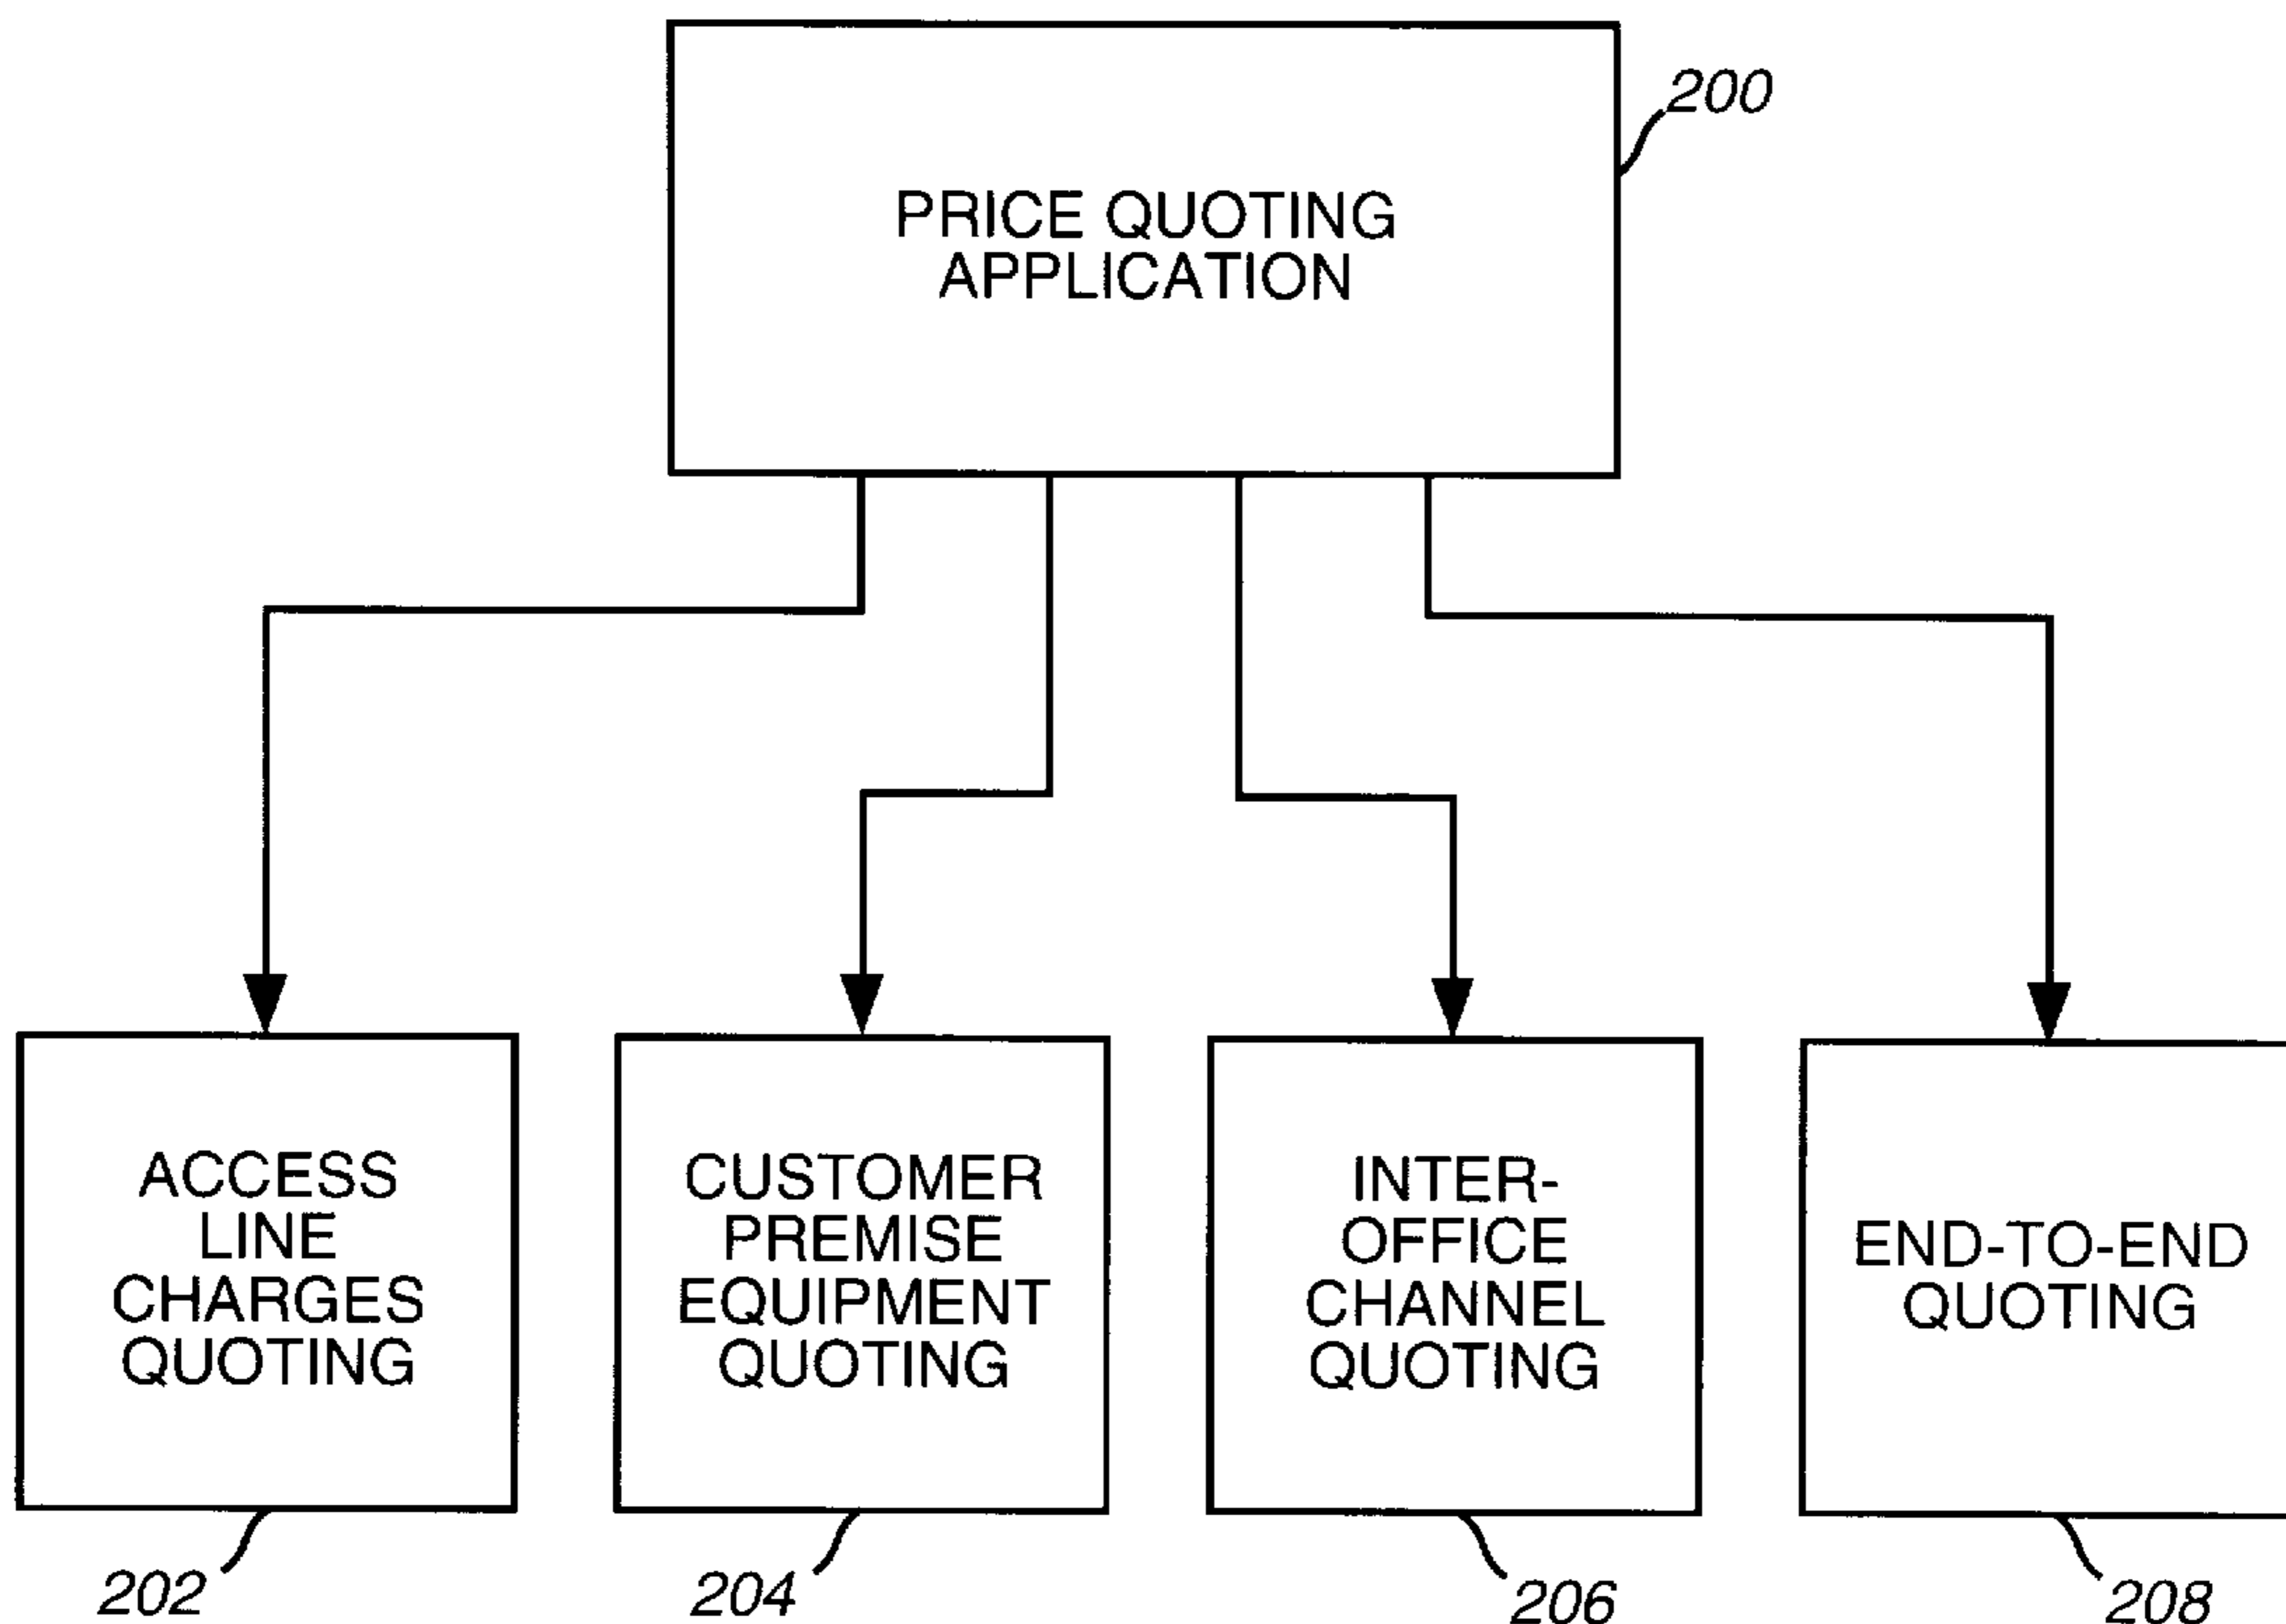 200
PRICE QUOTING
APPLICATION
ACCESS
LINE
CHARGES
QUOTING
CUSTOMER
PREMISE
EQUIPMENT
QUOTING
INTER-
OFFICE
CHANNEL
QUOTING
END-TO-END
QUOTING
202
204
206
208